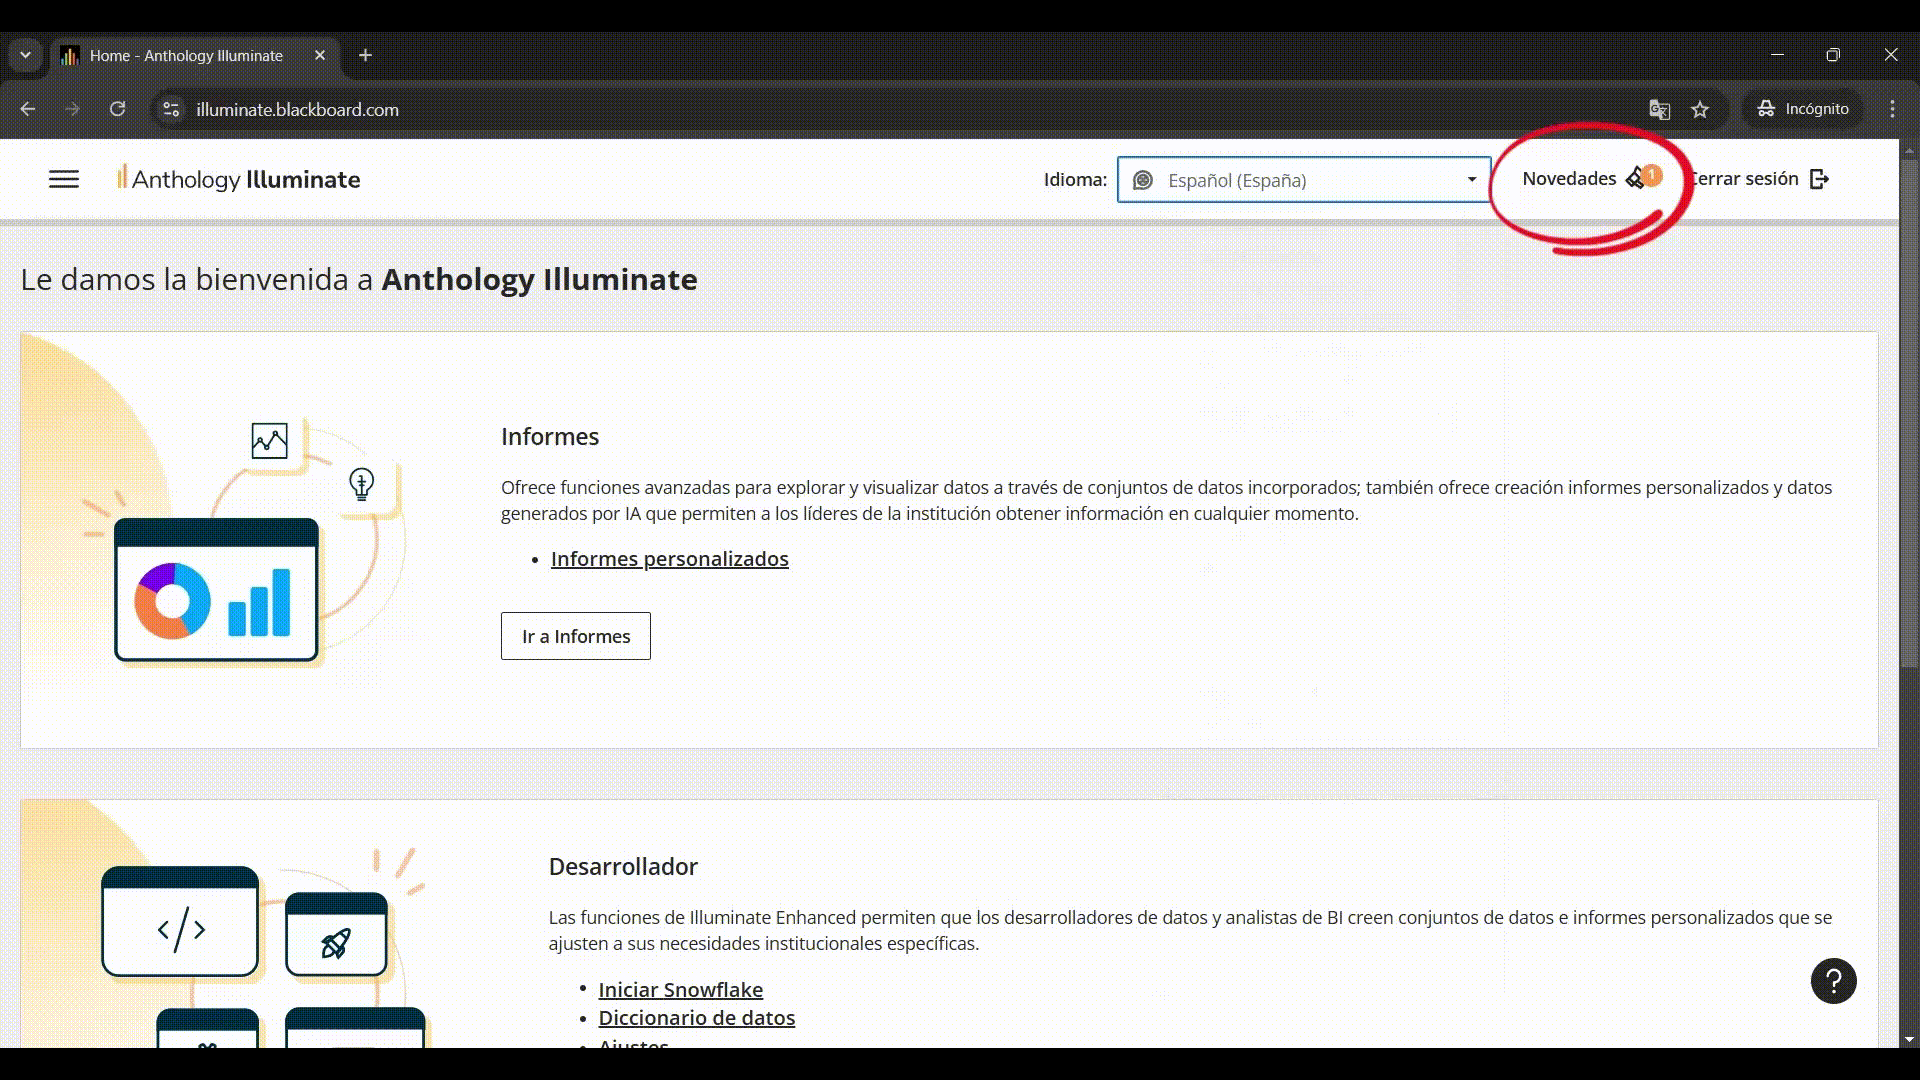 Home - Anthology Illuminate
illuminate.blackboard.com
Incógnito
Anthology Illuminate
Idioma:
Español (España)
Novedades
1
Cerrar sesión
Le damos la bienvenida a Anthology Illuminate
Informes
Ofrece funciones avanzadas para explorar y visualizar datos a través de conjuntos de datos incorporados; también ofrece creación informes personalizados y datos
generados por IA que permiten a los líderes de la institución obtener información en cualquier momento.
Informes personalizados
Ir a Informes
Desarrollador
Las funciones de Illuminate Enhanced permiten que los desarrolladores de datos y analistas de BI creen conjuntos de datos e informes personalizados que se
ajusten a sus necesidades institucionales específicas.
Iniciar Snowflake
Diccionario de datos
Ajustes